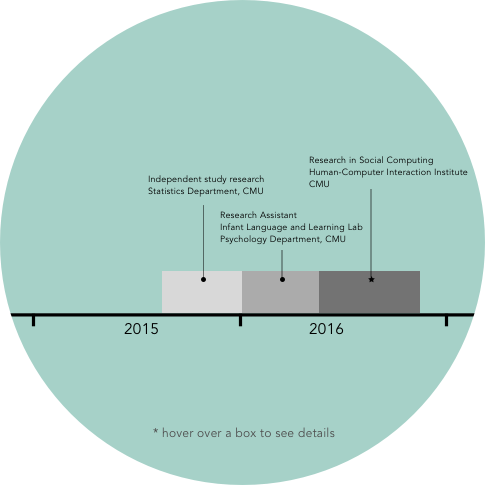 Research in Social Computing
Human-Computer Interaction Institute
CMU
Independent study research
Statistics Department, CMU
Research Assistant
Infant Language and Learning Lab
Psychology Department, CMU
2015
2016
* hover over a box to see details